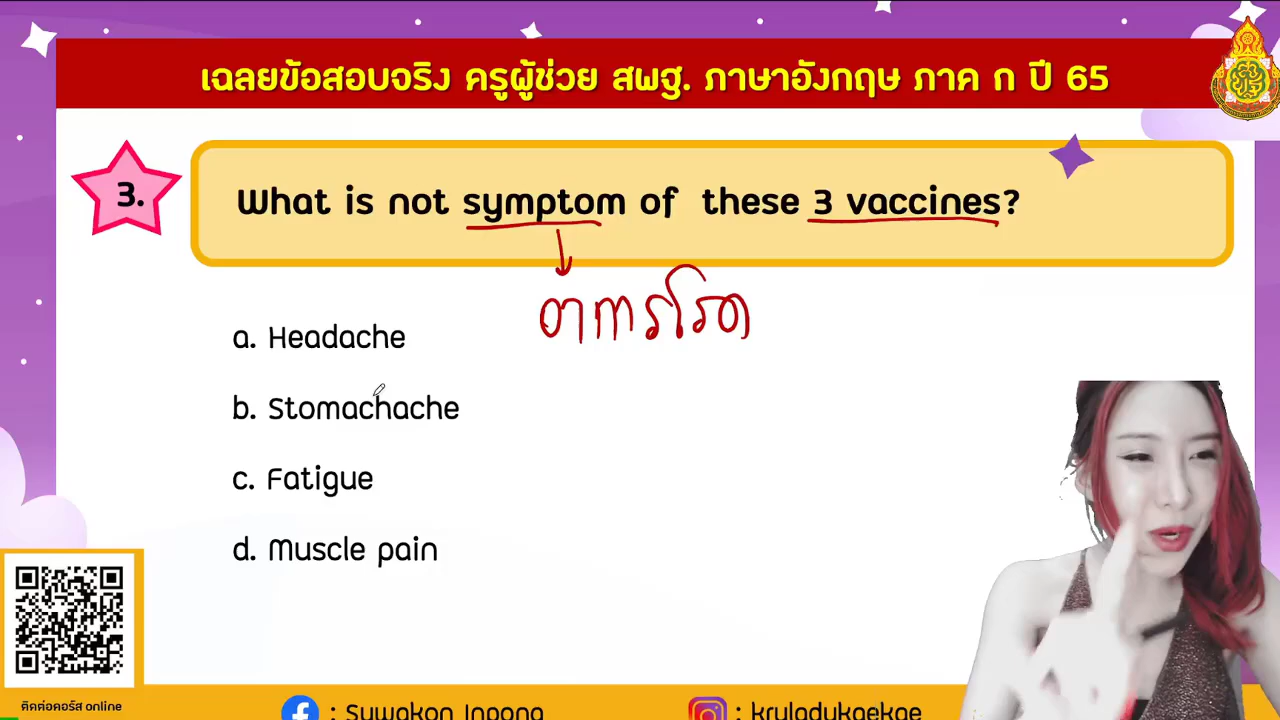 เฉลยข้อสอบจริง ครูผู้ช่วย สพฐ. ภาษาอังกฤษ ภาค ก ปี 65
3.
What is not symptom of these 3 vaccines?
อาการโรค
a. Headache
b. Stomachache
c. Fatigue
d. Muscle pain
ติดต่อคอร์ส online
: Suwakon Inpong
: kruladykaekae